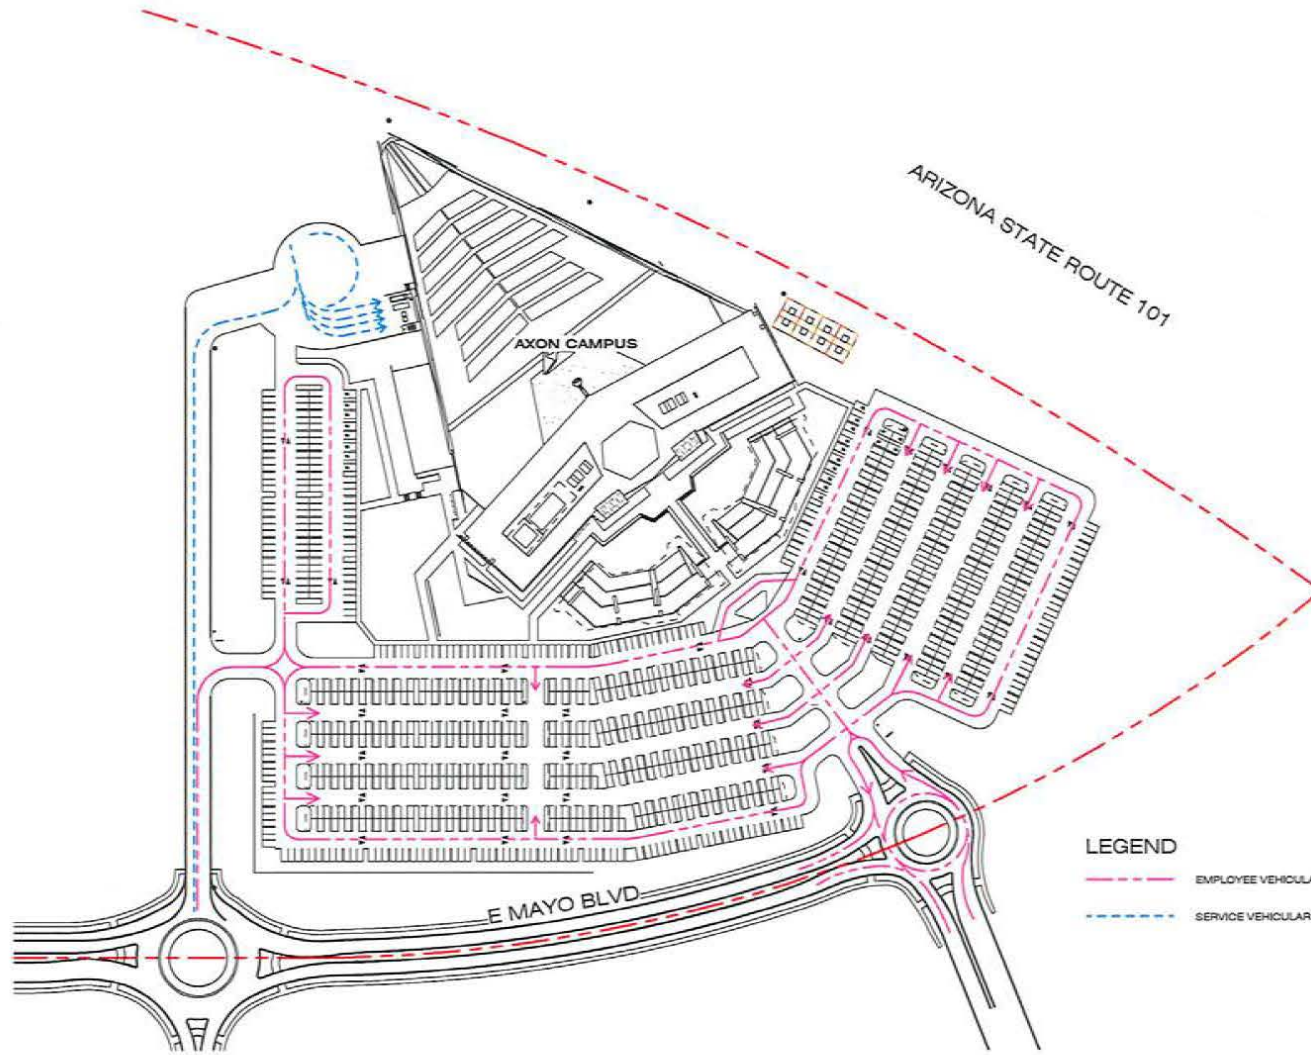 ARIZONA STATE ROUTE 101
AXON CAMPUS
E MAYO BLVD
LEGEND
EMPLOYEE VEHICULA
SERVICE VEHICULAR